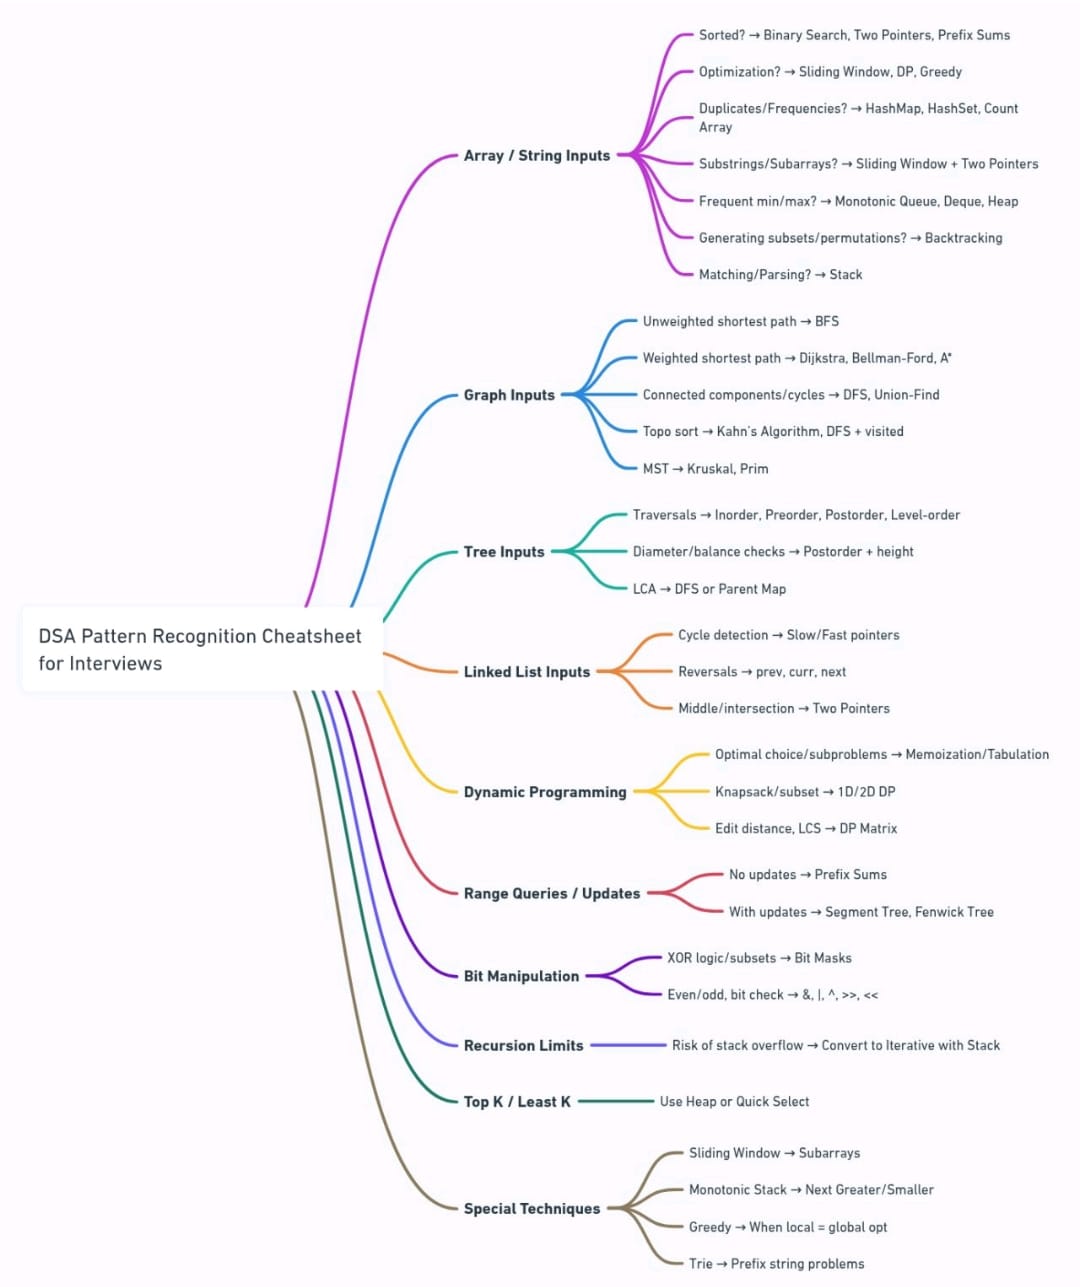 DSA Pattern Recognition Cheatsheet
for Interviews
Array / String Inputs
Sorted? → Binary Search, Two Pointers, Prefix Sums
Optimization? → Sliding Window, DP, Greedy
Duplicates/Frequencies? → HashMap, HashSet, Count
Array
Substrings/Subarrays? → Sliding Window + Two Pointers
Frequent min/max? → Monotonic Queue, Deque, Heap
Generating subsets/permutations? → Backtracking
Matching/Parsing? → Stack
Graph Inputs
Unweighted shortest path → BFS
Weighted shortest path → Dijkstra, Bellman-Ford, A*
Connected components/cycles → DFS, Union-Find
Topo sort → Kahn's Algorithm, DFS + visited
MST → Kruskal, Prim
Tree Inputs
Traversals → Inorder, Preorder, Postorder, Level-order
Diameter/balance checks → Postorder + height
LCA → DFS or Parent Map
Linked List Inputs
Cycle detection → Slow/Fast pointers
Reversals → prev, curr, next
Middle/intersection → Two Pointers
Dynamic Programming
Optimal choice/subproblems → Memoization/Tabulation
Knapsack/subset → 1D/2D DP
Edit distance, LCS → DP Matrix
Range Queries / Updates
No updates → Prefix Sums
With updates → Segment Tree, Fenwick Tree
Bit Manipulation
XOR logic/subsets → Bit Masks
Even/odd, bit check → &, |, ^, >>, <<
Recursion Limits
Risk of stack overflow → Convert to Iterative with Stack
Top K / Least K
Use Heap or Quick Select
Special Techniques
Sliding Window → Subarrays
Monotonic Stack → Next Greater/Smaller
Greedy → When local = global opt
Trie → Prefix string problems